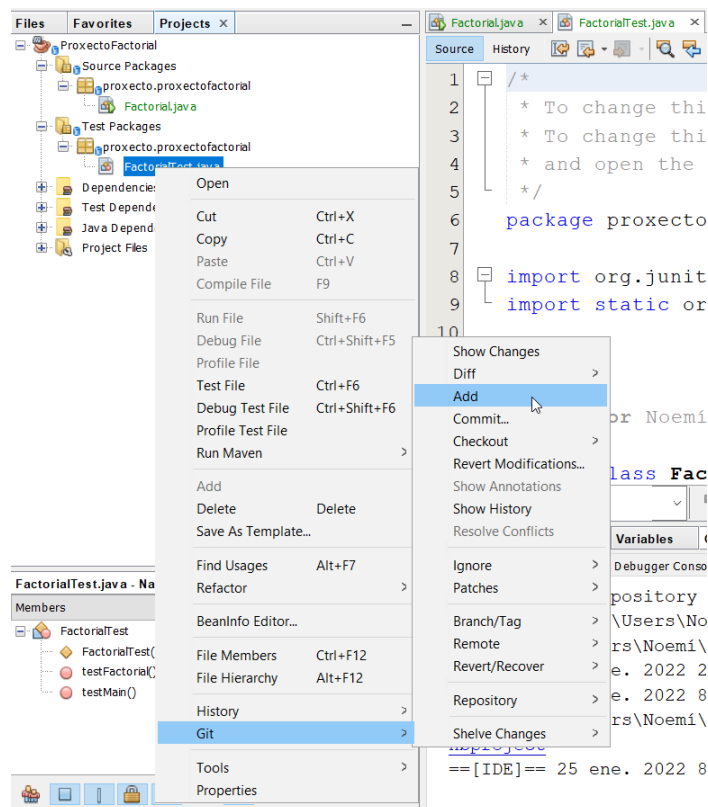 Files Favorites Projects ×
ProxectoFactorial
Source Packages
proxecto.proxectofactorial
Factorial.java
Test Packages
proxecto.proxectofactorial
FactorialTest.java
Dependencies
Test Depende
Java Depend
Project Files
Open
Cut Ctrl+X
Copy Ctrl+C
Paste Ctrl+V
Compile File F9
Run File Shift+F6
Debug File Ctrl+Shift+F5
Profile File
Test File Ctrl+F6
Debug Test File Ctrl+Shift+F6
Profile Test File
Run Maven >
Add
Delete Delete
Save As Template...
Find Usages Alt+F7
Refactor >
BeanInfo Editor...
File Members Ctrl+F12
File Hierarchy Alt+F12
History >
Git >
Tools >
Properties
Show Changes
Diff >
Add
Commit...
Checkout >
Revert Modifications...
Show Annotations
Show History
Resolve Conflicts
Ignore >
Patches >
Branch/Tag >
Remote >
Revert/Recover >
Repository >
Shelve Changes >
Factorial.java × FactorialTest.java ×
Source History
1 /*
2 * To change thi
3 * To change thi
4 * and open the
5 */
6 package proxecto
7
8 import org.junit
9 import static or
10
or Noemí
lass Fac
Variables
Debugger Conso
pository
\Users\No
rs\Noemí\
e. 2022 2
e. 2022 8
rs\Noemí\
nbproject
==[IDE]== 25 ene. 2022 8
FactorialTest.java - Na
Members
FactorialTest
FactorialTest(
testFactorial()
testMain()